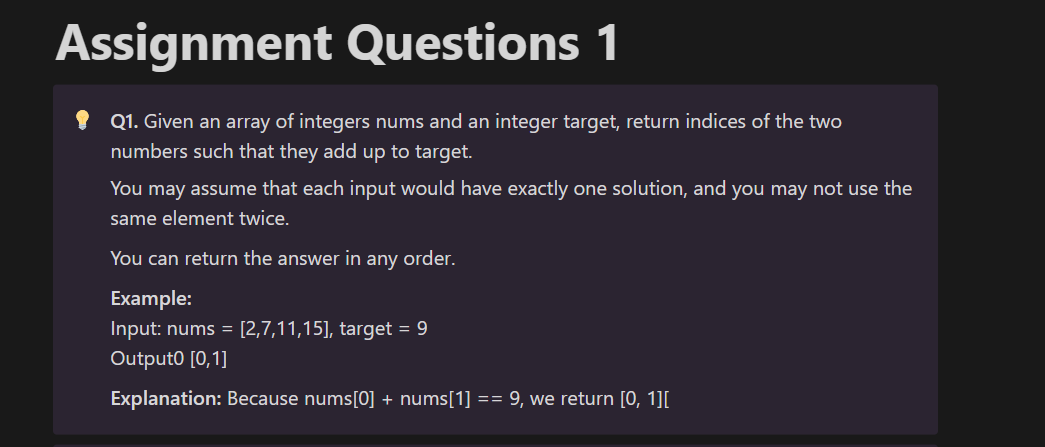 Assignment Questions 1
Q1. Given an array of integers nums and an integer target, return indices of the two
numbers such that they add up to target.
You may assume that each input would have exactly one solution, and you may not use the
same element twice.
You can return the answer in any order.
Example:
Input: nums = [2,7,11,15], target = 9
Output0 [0,1]
Explanation: Because nums[0] + nums[1] == 9, we return [0, 1][